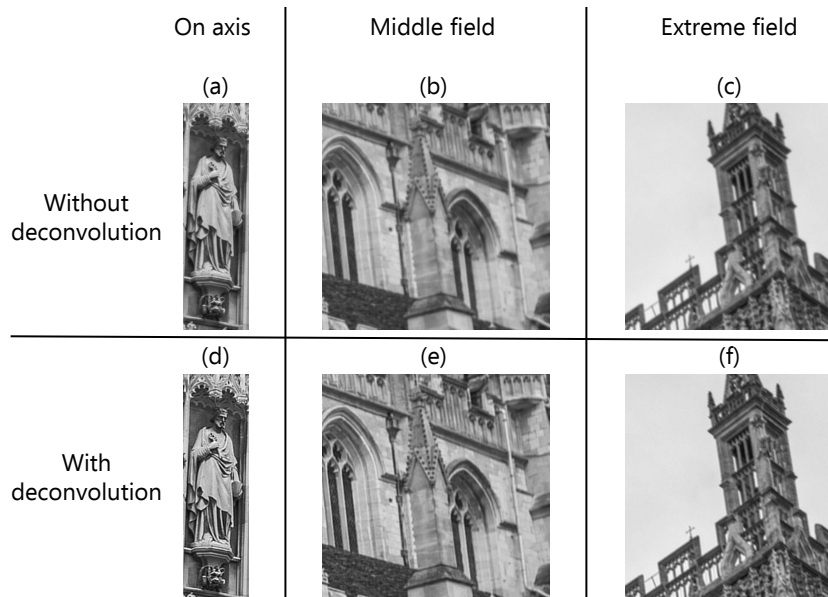 On axis
Middle field
Extreme field
(a)
(b)
(c)
Without
deconvolution
(d)
(e)
(f)
With
deconvolution